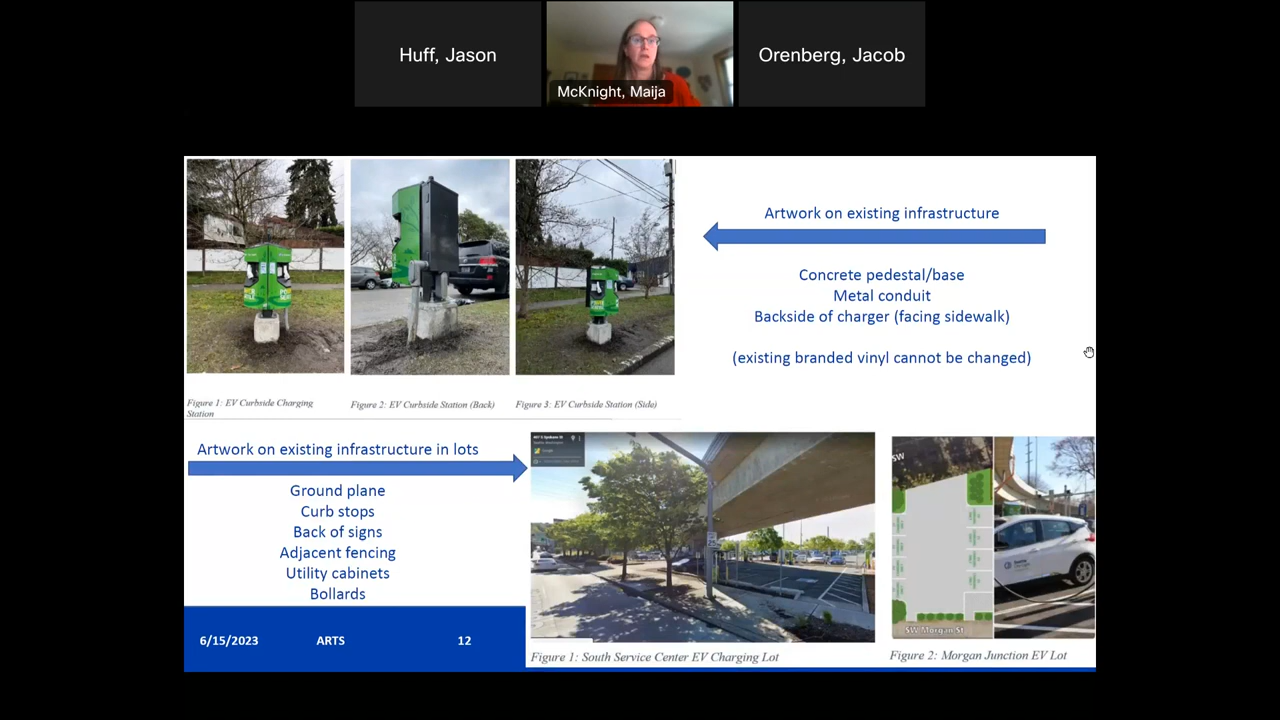 Huff, Jason
McKnight, Maija
Orenberg, Jacob
Artwork on existing infrastructure
Concrete pedestal/base
Metal conduit
Backside of charger (facing sidewalk)
(existing branded vinyl cannot be changed)
Figure 1: EV Curbside Charging
Station
Figure 2: EV Curbside Station (Back)
Figure 3: EV Curbside Station (Side)
Artwork on existing infrastructure in lots
Ground plane
Curb stops
Back of signs
Adjacent fencing
Utility cabinets
Bollards
6/15/2023
ARTS
12
Google
SW
SW Morgan St
Figure 1: South Service Center EV Charging Lot
Figure 2: Morgan Junction EV Lot